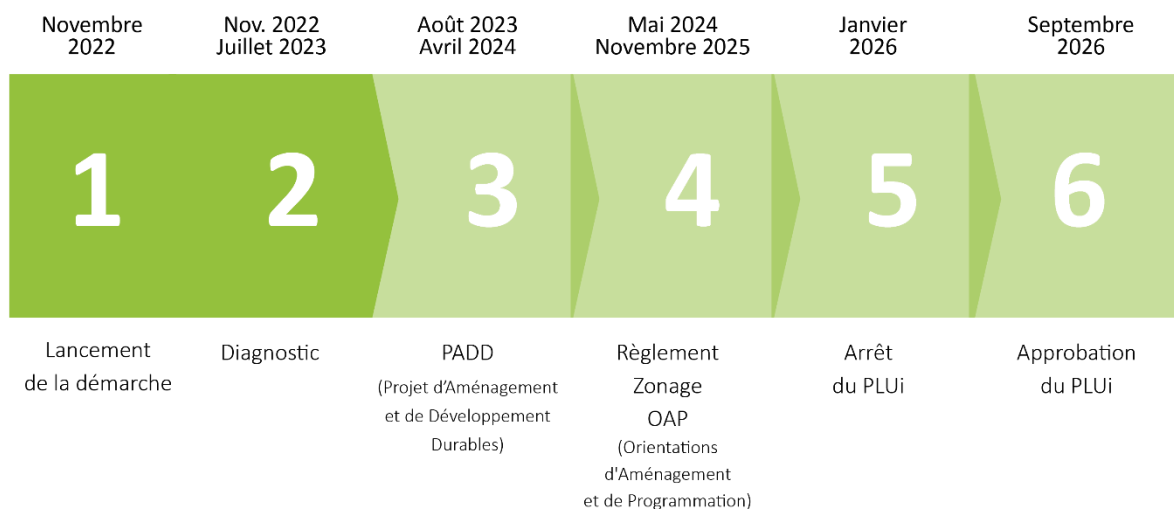 Novembre
2022
Nov. 2022
Juillet 2023
Août 2023
Avril 2024
Mai 2024
Novembre 2025
Janvier
2026
Septembre
2026
1
2
3
4
5
6
Lancement
de la démarche
Diagnostic
PADD
(Projet d’Aménagement
et de Développement
Durables)
Règlement
Zonage
OAP
(Orientations
d'Aménagement
et de Programmation)
Arrêt
du PLUi
Approbation
du PLUi